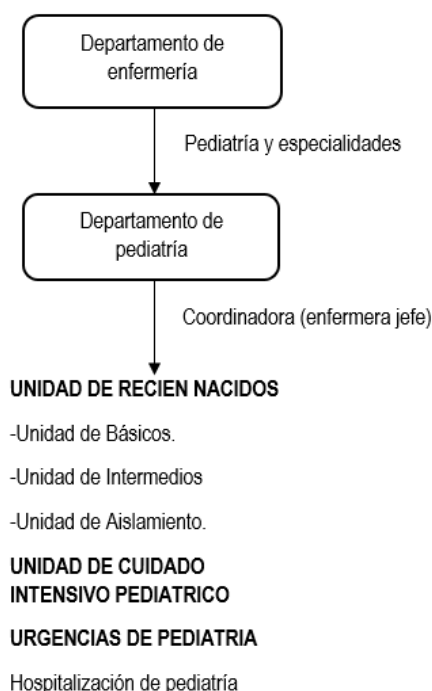 Departamento de
enfermería
Pediatría y especialidades
Departamento de
pediatría
Coordinadora (enfermera jefe)
UNIDAD DE RECIEN NACIDOS
-Unidad de Básicos.
-Unidad de Intermedios
-Unidad de Aislamiento.
UNIDAD DE CUIDADO
INTENSIVO PEDIATRICO
URGENCIAS DE PEDIATRIA
Hospitalización de pediatría